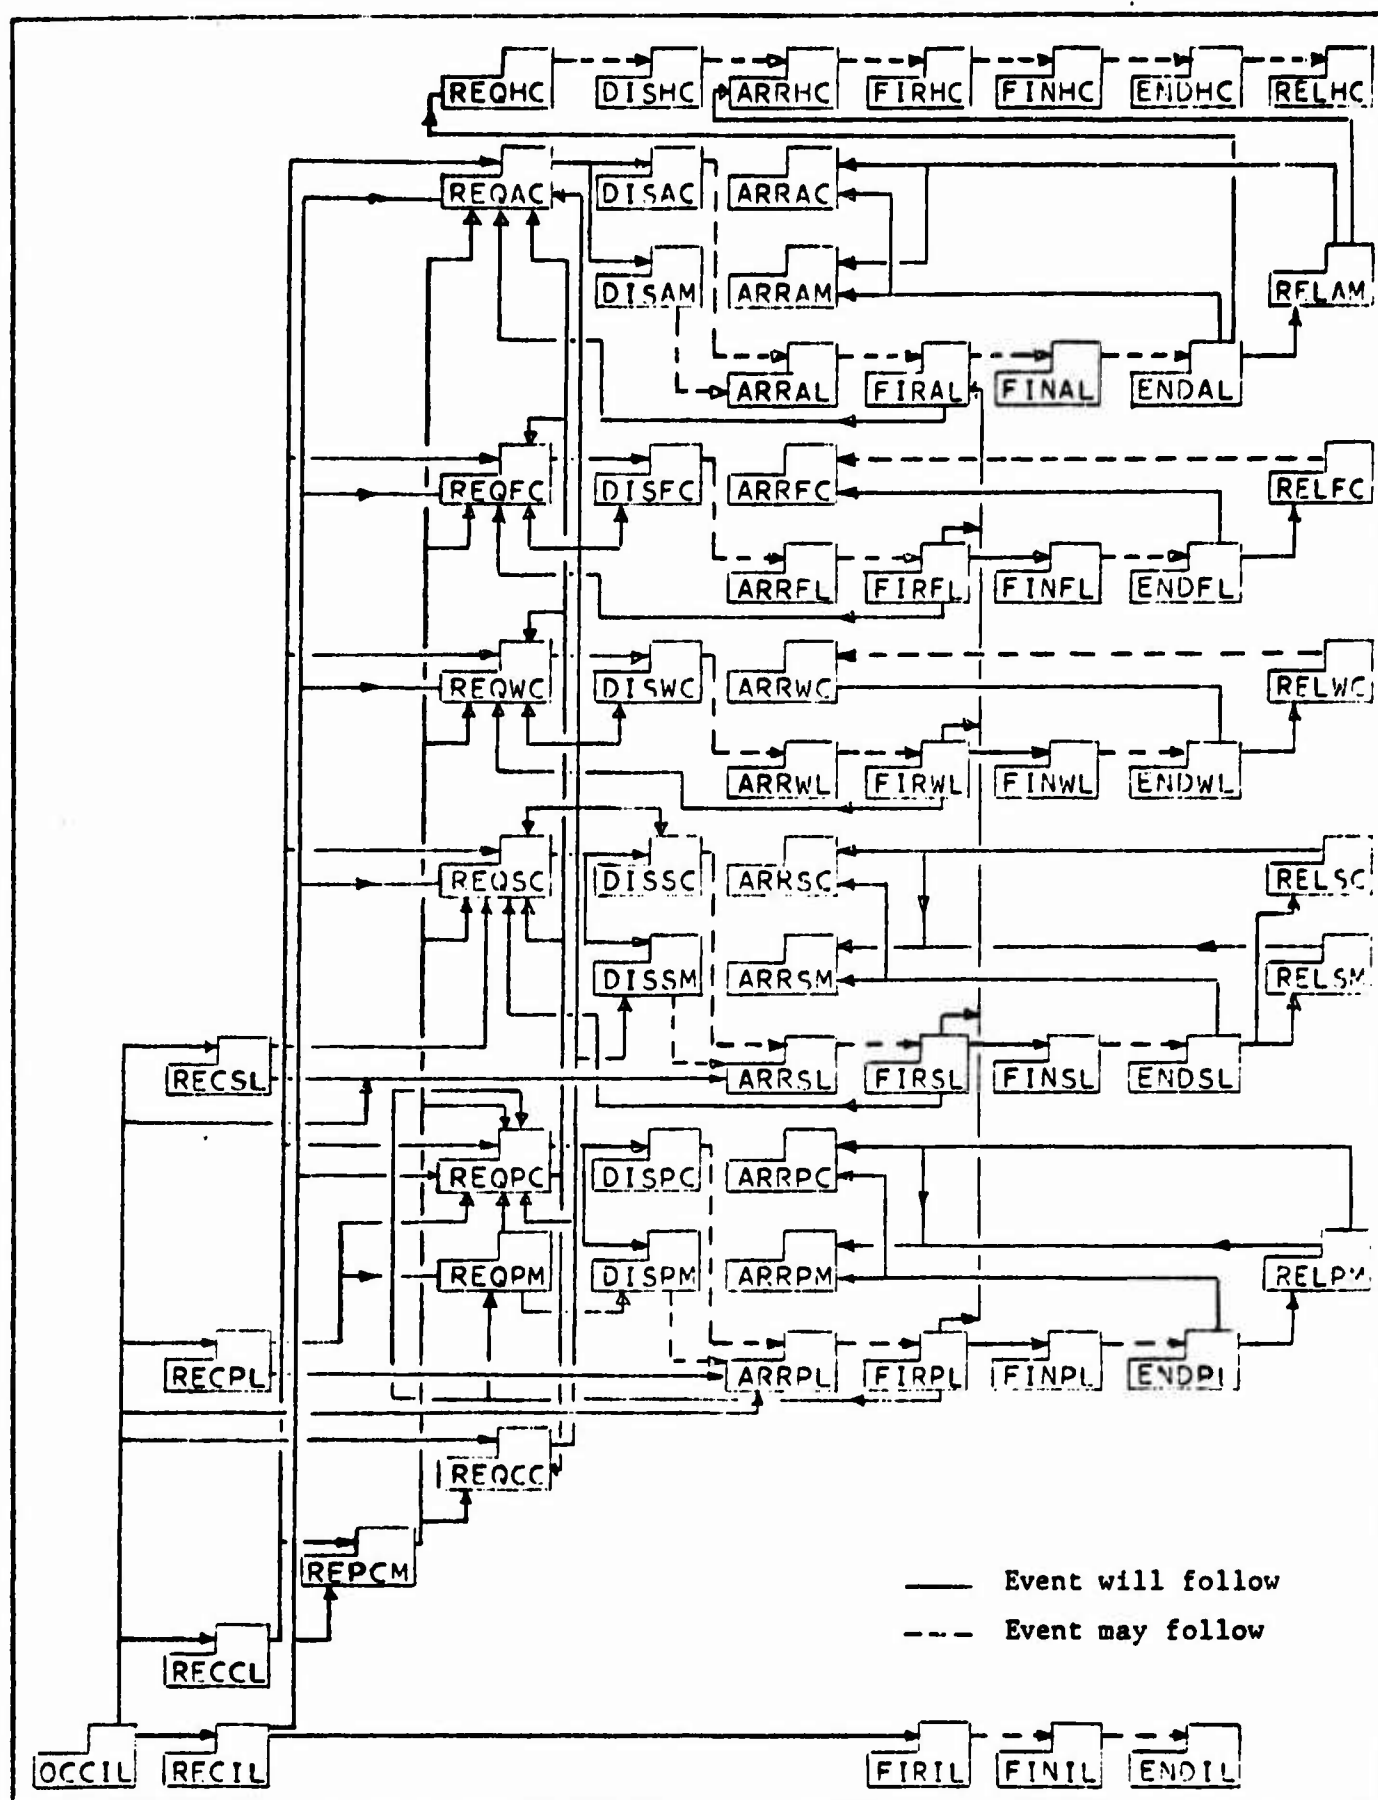 REQHC DISHC ARRHC FIRHC FINHC ENDHC RELHC
REQAC DISAC ARRAC
DISAM ARRAM RELAM
ARRAL FIRAL FINAL ENDAL
REQFC DISFC ARRFC RELFC
ARRFL FIRFL FINFL ENDFL
REQWC DISWC ARRWC RELWC
ARRWL FIRWL FINWL ENDWL
REQSC DISSC ARRSC RELSC
DISSM ARRSM RELSM
RECSL ARRSL FIRSL FINSL ENDSL
REQPC DISPC ARRPC
REQPM DISPM ARRPM RELPM
RECPL ARRPL FIRPL FINPL ENDPL
REQCC
REPCM
Event will follow
Event may follow
RECCL
OCCIL RECIL FIRIL FINIL ENDIL